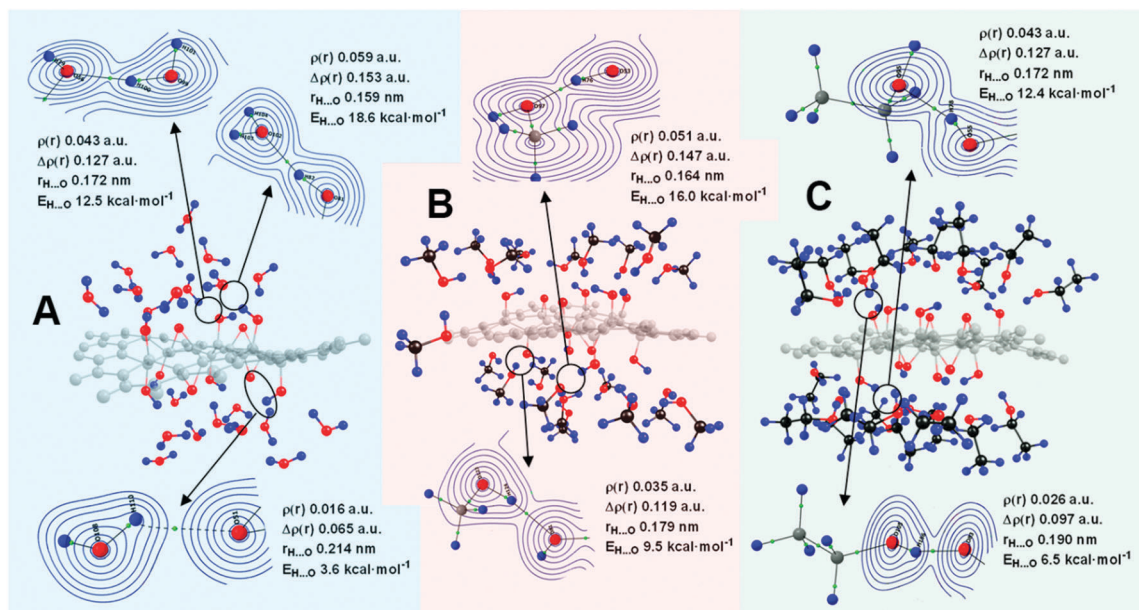 ρ(r) 0.059 a.u.
Δρ(r) 0.153 a.u.
rH...O 0.159 nm
EH...O 18.6 kcal·mol⁻¹
ρ(r) 0.043 a.u.
Δρ(r) 0.127 a.u.
rH...O 0.172 nm
EH...O 12.5 kcal·mol⁻¹
A
ρ(r) 0.016 a.u.
Δρ(r) 0.065 a.u.
rH...O 0.214 nm
EH...O 3.6 kcal·mol⁻¹
ρ(r) 0.051 a.u.
Δρ(r) 0.147 a.u.
rH...O 0.164 nm
EH...O 16.0 kcal·mol⁻¹
B
ρ(r) 0.035 a.u.
Δρ(r) 0.119 a.u.
rH...O 0.179 nm
EH...O 9.5 kcal·mol⁻¹
ρ(r) 0.043 a.u.
Δρ(r) 0.127 a.u.
rH...O 0.172 nm
EH...O 12.4 kcal·mol⁻¹
C
ρ(r) 0.026 a.u.
Δρ(r) 0.097 a.u.
rH...O 0.190 nm
EH...O 6.5 kcal·mol⁻¹